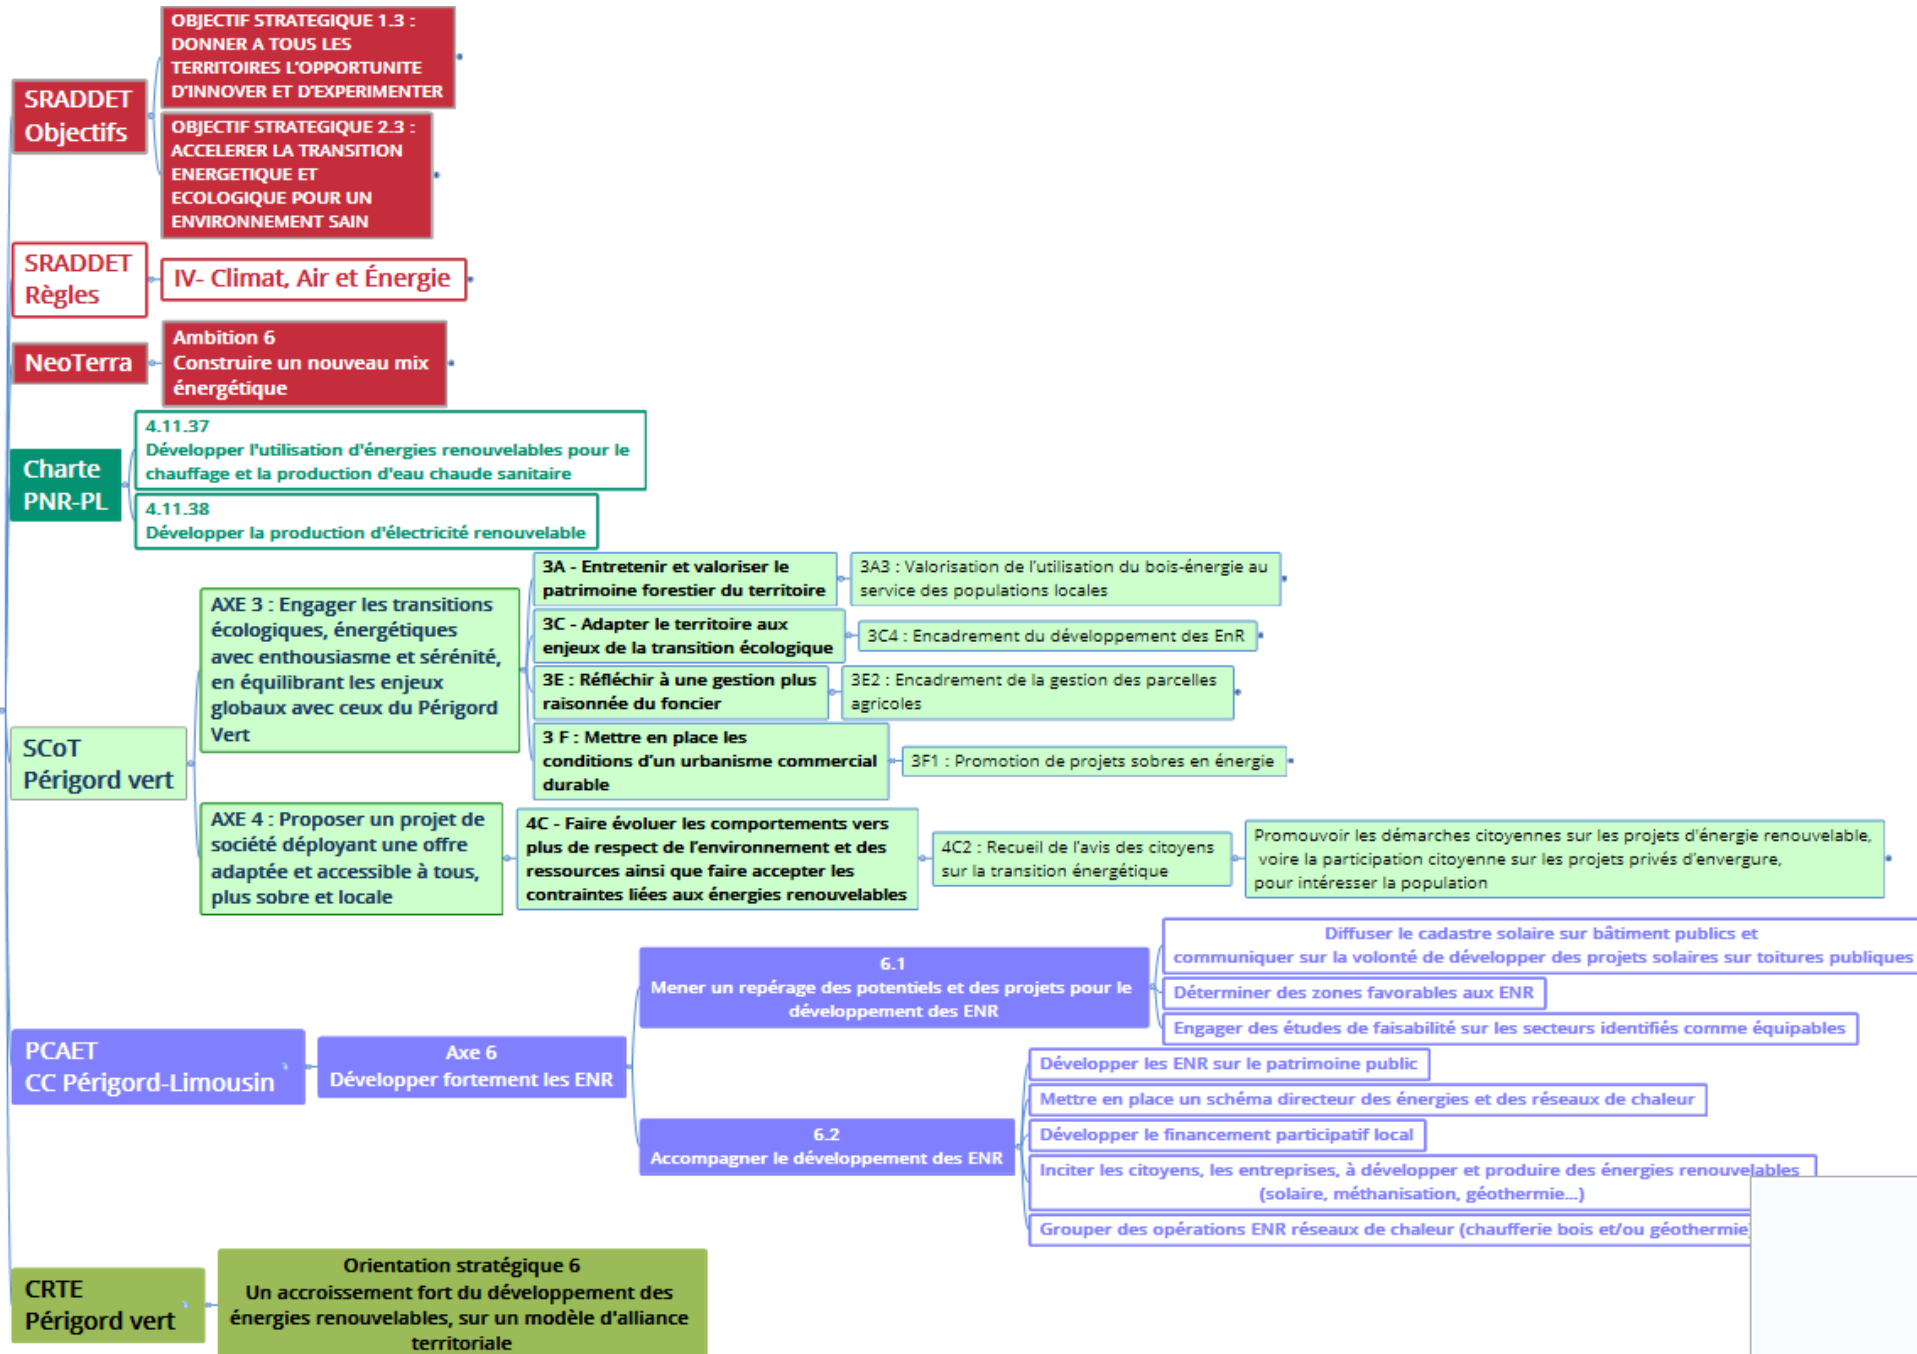 SRADDET
Objectifs
OBJECTIF STRATEGIQUE 1.3 :
DONNER A TOUS LES
TERRITOIRES L'OPPORTUNITE
D'INNOVER ET D'EXPERIMENTER
OBJECTIF STRATEGIQUE 2.3 :
ACCELERER LA TRANSITION
ENERGETIQUE ET
ECOLOGIQUE POUR UN
ENVIRONNEMENT SAIN
SRADDET
Règles
IV- Climat, Air et Énergie
NeoTerra
Ambition 6
Construire un nouveau mix
énergétique
Charte
PNR-PL
4.11.37
Développer l'utilisation d'énergies renouvelables pour le
chauffage et la production d'eau chaude sanitaire
4.11.38
Développer la production d'électricité renouvelable
SCoT
Périgord vert
AXE 3 : Engager les transitions
écologiques, énergétiques
avec enthousiasme et sérénité,
en équilibrant les enjeux
globaux avec ceux du Périgord
Vert
3A - Entretenir et valoriser le
patrimoine forestier du territoire
3A3 : Valorisation de l'utilisation du bois-énergie au
service des populations locales
3C - Adapter le territoire aux
enjeux de la transition écologique
3C4 : Encadrement du développement des EnR
3E : Réfléchir à une gestion plus
raisonnée du foncier
3E2 : Encadrement de la gestion des parcelles
agricoles
3 F : Mettre en place les
conditions d'un urbanisme commercial
durable
3F1 : Promotion de projets sobres en énergie
AXE 4 : Proposer un projet de
société déployant une offre
adaptée et accessible à tous,
plus sobre et locale
4C - Faire évoluer les comportements vers
plus de respect de l'environnement et des
ressources ainsi que faire accepter les
contraintes liées aux énergies renouvelables
4C2 : Recueil de l'avis des citoyens
sur la transition énergétique
Promouvoir les démarches citoyennes sur les projets d'énergie renouvelable,
voire la participation citoyenne sur les projets privés d'envergure,
pour intéresser la population
PCAET
CC Périgord-Limousin
Axe 6
Développer fortement les ENR
6.1
Mener un repérage des potentiels et des projets pour le
développement des ENR
Diffuser le cadastre solaire sur bâtiment publics et
communiquer sur la volonté de développer des projets solaires sur toitures publiques
Déterminer des zones favorables aux ENR
Engager des études de faisabilité sur les secteurs identifiés comme équipables
6.2
Accompagner le développement des ENR
Développer les ENR sur le patrimoine public
Mettre en place un schéma directeur des énergies et des réseaux de chaleur
Développer le financement participatif local
Inciter les citoyens, les entreprises, à développer et produire des énergies renouvelables
(solaire, méthanisation, géothermie...)
Grouper des opérations ENR réseaux de chaleur (chaufferie bois et/ou géothermie)
CRTE
Périgord vert
Orientation stratégique 6
Un accroissement fort du développement des
énergies renouvelables, sur un modèle d'alliance
territoriale